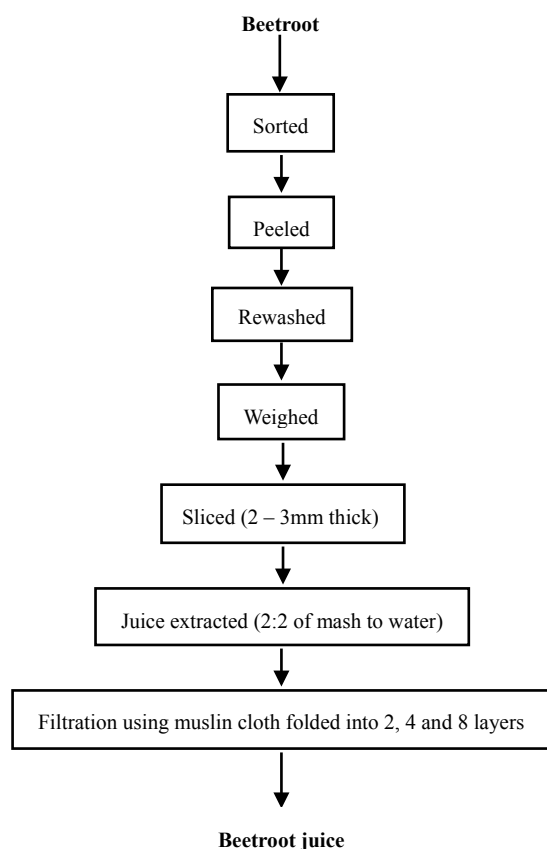 Beetroot
Sorted
Peeled
Rewashed
Weighed
Sliced (2 – 3mm thick)
Juice extracted (2:2 of mash to water)
Filtration using muslin cloth folded into 2, 4 and 8 layers
Beetroot juice